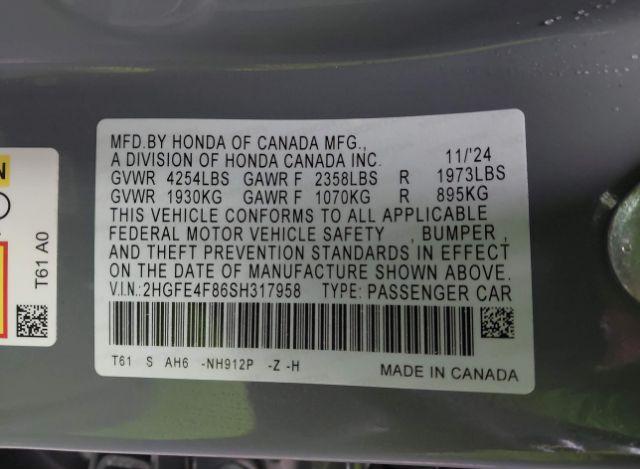 MFD.BY HONDA OF CANADA MFG.,
A DIVISION OF HONDA CANADA INC. 11/'24
GVWR 4254LBS GAWR F 2358LBS R 1973LBS
GVWR 1930KG GAWR F 1070KG R 895KG
THIS VEHICLE CONFORMS TO ALL APPLICABLE
FEDERAL MOTOR VEHICLE SAFETY , BUMPER ,
AND THEFT PREVENTION STANDARDS IN EFFECT
ON THE DATE OF MANUFACTURE SHOWN ABOVE.
V.I.N.:2HGFE4F86SH317958 TYPE: PASSENGER CAR
T61 S AH6 -NH912P -Z -H
MADE IN CANADA
T61 A0